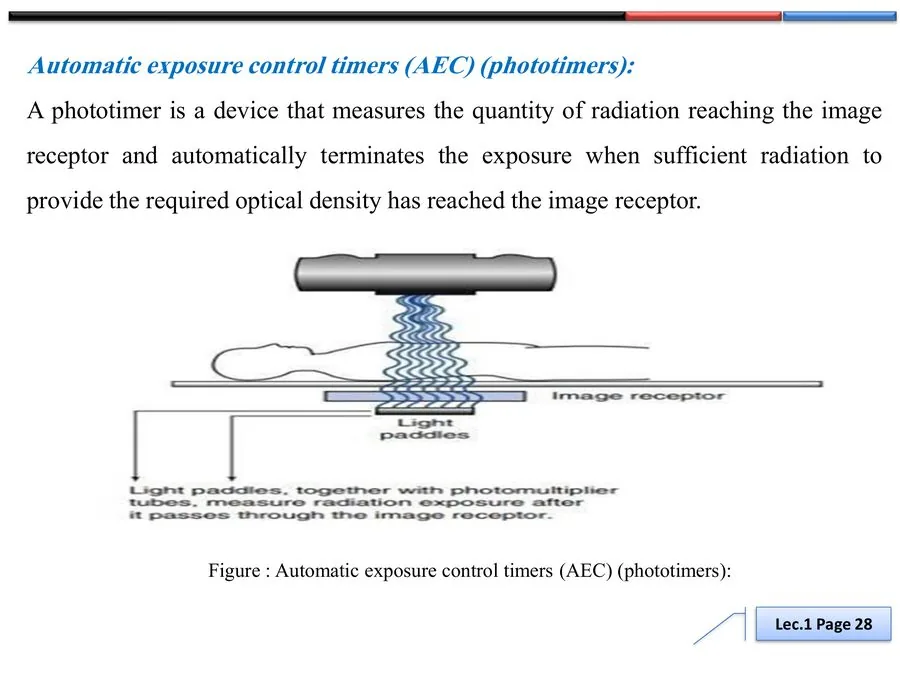 Automatic exposure control timers (AEC) (phototimers):
A phototimer is a device that measures the quantity of radiation reaching the image
receptor and automatically terminates the exposure when sufficient radiation to
provide the required optical density has reached the image receptor.
Image receptor
Light
paddles
Light paddles, together with photomultiplier
tubes, measure radiation exposure after
it passes through the image receptor.
Figure : Automatic exposure control timers (AEC) (phototimers):
Lec.1 Page 28